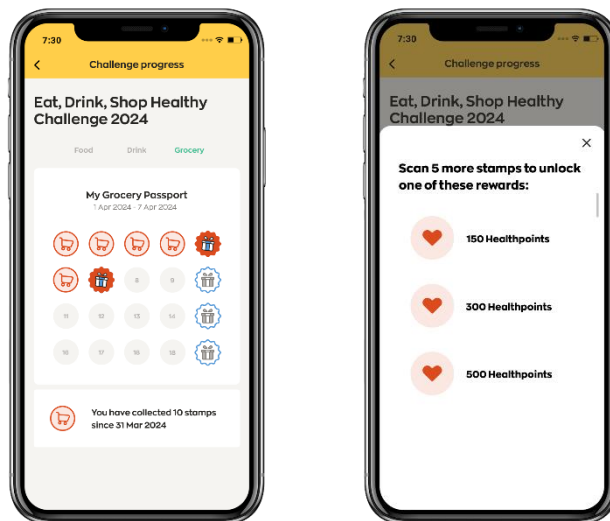 7:30
Challenge progress
Eat, Drink, Shop Healthy
Challenge 2024
Food Drink Grocery
My Grocery Passport
1 Apr 2024 - 7 Apr 2024
8 9
11 12 13 14
16 17 18
You have collected 10 stamps
since 31 Mar 2024
7:30
Challenge progress
Eat, Drink, Shop Healthy
Challenge 2024
Scan 5 more stamps to unlock
one of these rewards:
150 Healthpoints
300 Healthpoints
500 Healthpoints